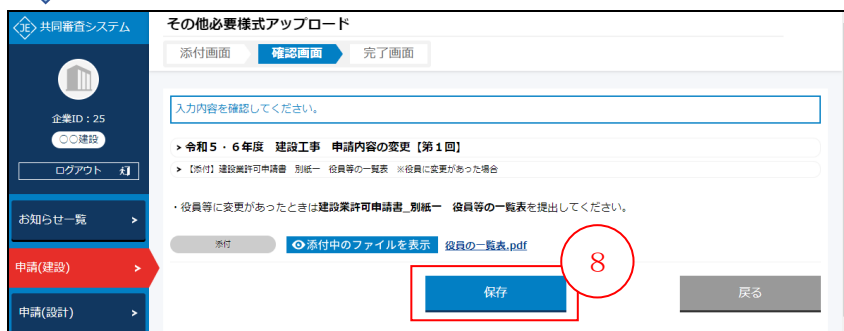 JE 共同審査システム
企業ID:25
〇〇建設
ログアウト
お知らせ一覧 >
申請(建設) >
申請(設計) >
その他必要様式アップロード
添付画面 確認画面 完了画面
入力内容を確認してください。
> 令和5・6年度 建設工事 申請内容の変更【第1回】
> 【添付】建設業許可申請書 別紙一 役員等の一覧表 ※役員に変更があった場合
・役員等に変更があったときは建設業許可申請書_別紙一 役員等の一覧表を提出してください。
添付 添付中のファイルを表示 役員の一覧表.pdf
8
保存 戻る